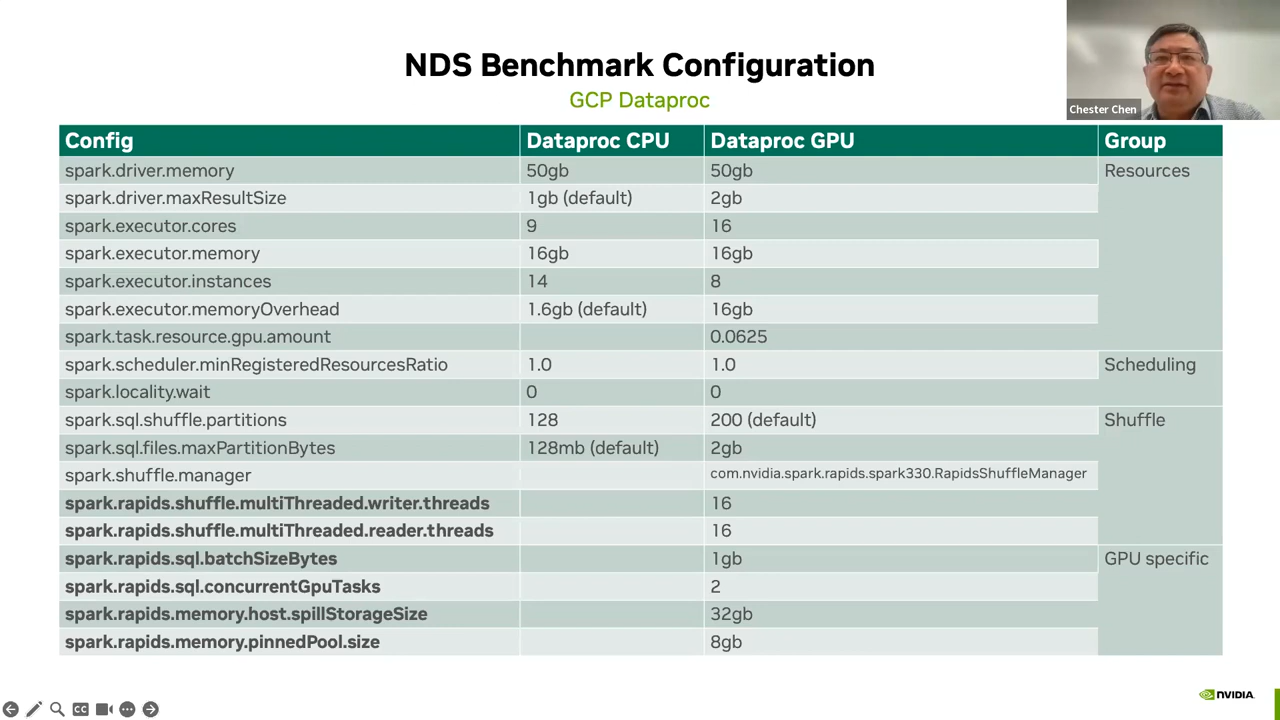 NDS Benchmark Configuration
GCP Dataproc
Chester Chen
Config Dataproc CPU Dataproc GPU Group
spark.driver.memory 50gb 50gb Resources
spark.driver.maxResultSize 1gb (default) 2gb
spark.executor.cores 9 16
spark.executor.memory 16gb 16gb
spark.executor.instances 14 8
spark.executor.memoryOverhead 1.6gb (default) 16gb
spark.task.resource.gpu.amount 0.0625
spark.scheduler.minRegisteredResourcesRatio 1.0 1.0 Scheduling
spark.locality.wait 0 0
spark.sql.shuffle.partitions 128 200 (default) Shuffle
spark.sql.files.maxPartitionBytes 128mb (default) 2gb
spark.shuffle.manager com.nvidia.spark.rapids.spark330.RapidsShuffleManager
spark.rapids.shuffle.multiThreaded.writer.threads 16
spark.rapids.shuffle.multiThreaded.reader.threads 16
spark.rapids.sql.batchSizeBytes 1gb GPU specific
spark.rapids.sql.concurrentGpuTasks 2
spark.rapids.memory.host.spillStorageSize 32gb
spark.rapids.memory.pinnedPool.size 8gb
CC
NVIDIA